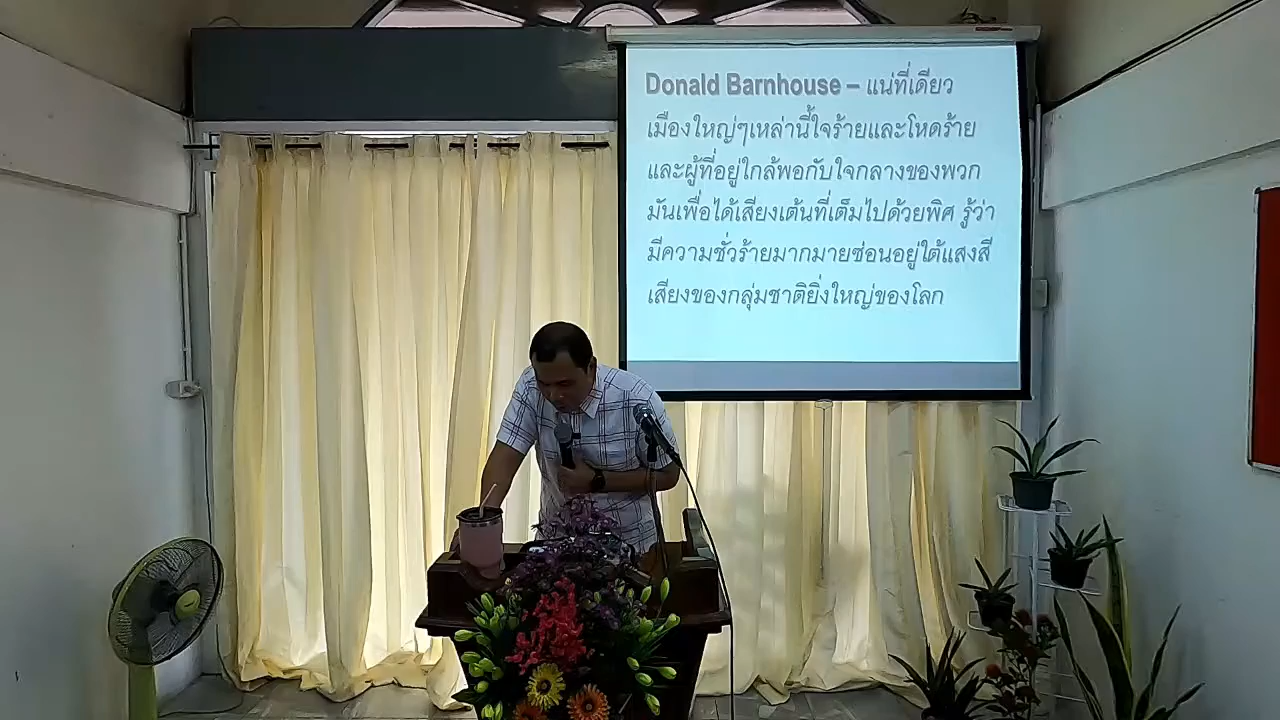 Donald Barnhouse – แน่ที่เดียว
เมืองใหญ่ๆเหล่านี้ใจร้ายและโหดร้าย
และผู้ที่อยู่ใกล้พอกับใจกลางของพวก
มันเพื่อได้เสียงเต้นที่เต็มไปด้วยพิศ รู้ว่า
มีความชั่วร้ายมากมายซ่อนอยู่ใต้แสงสี
เสียงของกลุ่มชาติยิ่งใหญ่ของโลก